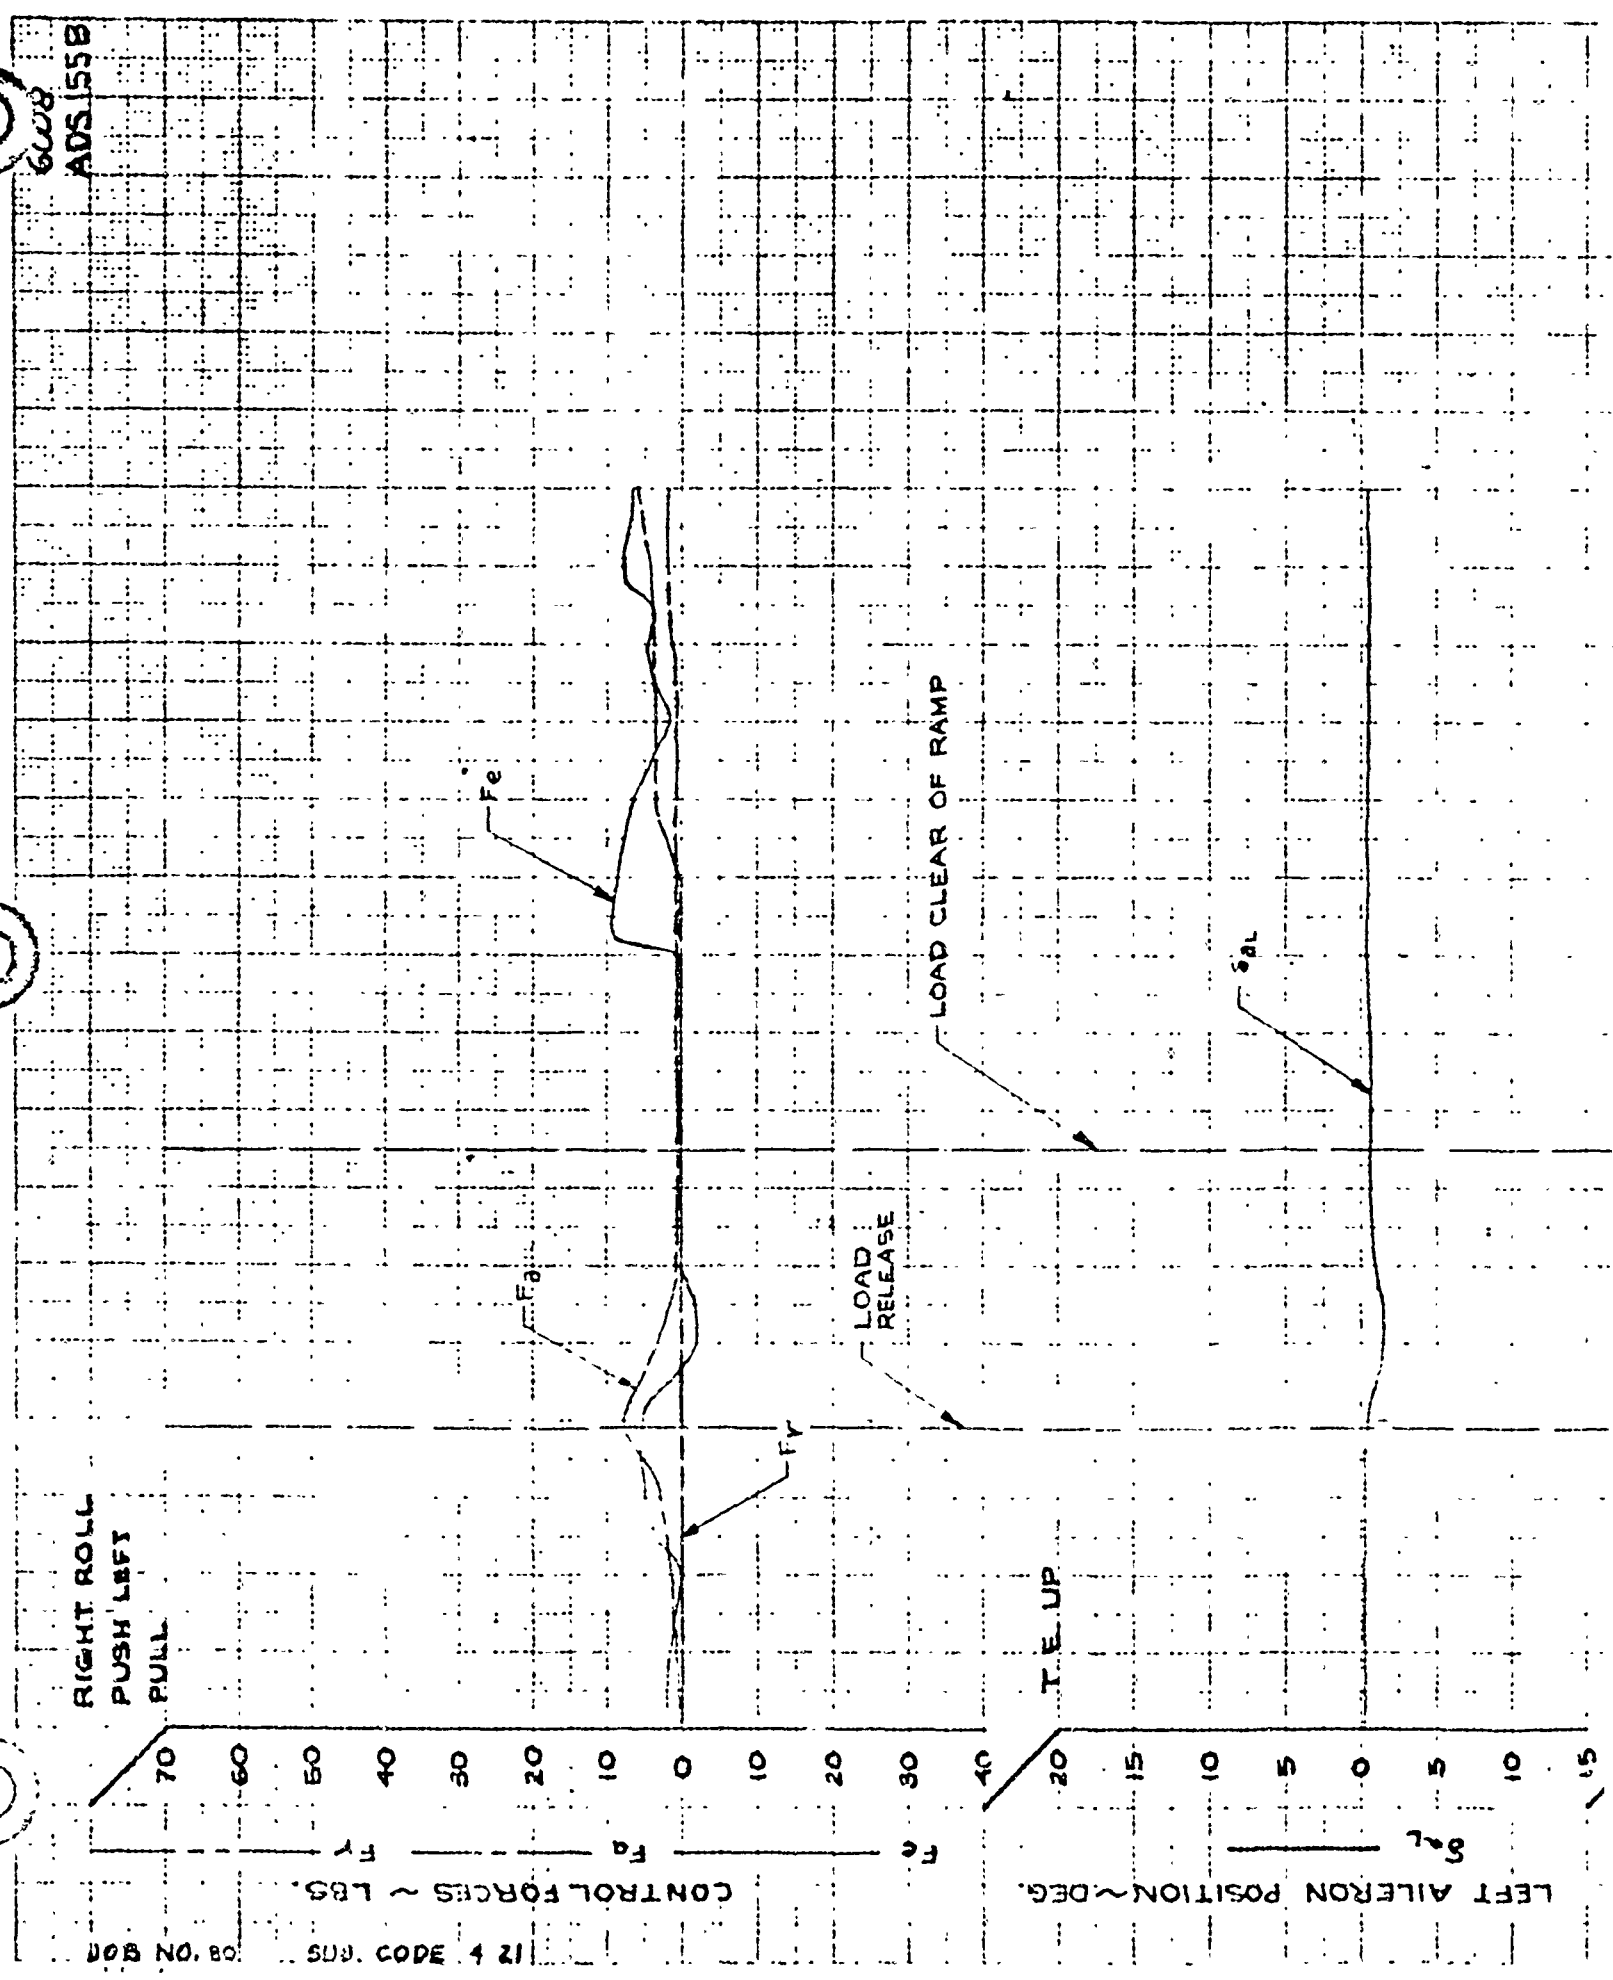 6008
ADS 155B
RIGHT ROLL
PUSH LEFT
PULL
70
60
50
40
30
20
10
0
10
20
30
40
Fr
Fa
Fe
CONTROL FORCES ~ LBS.
Fa
Fr
Fe
LOAD
RELEASE
LOAD CLEAR OF RAMP
T.E. UP
20
15
10
5
0
5
10
15
δaL
LEFT AILERON POSITION ~ DEG.
δaL
JOB NO. 80
SUB. CODE 4 21